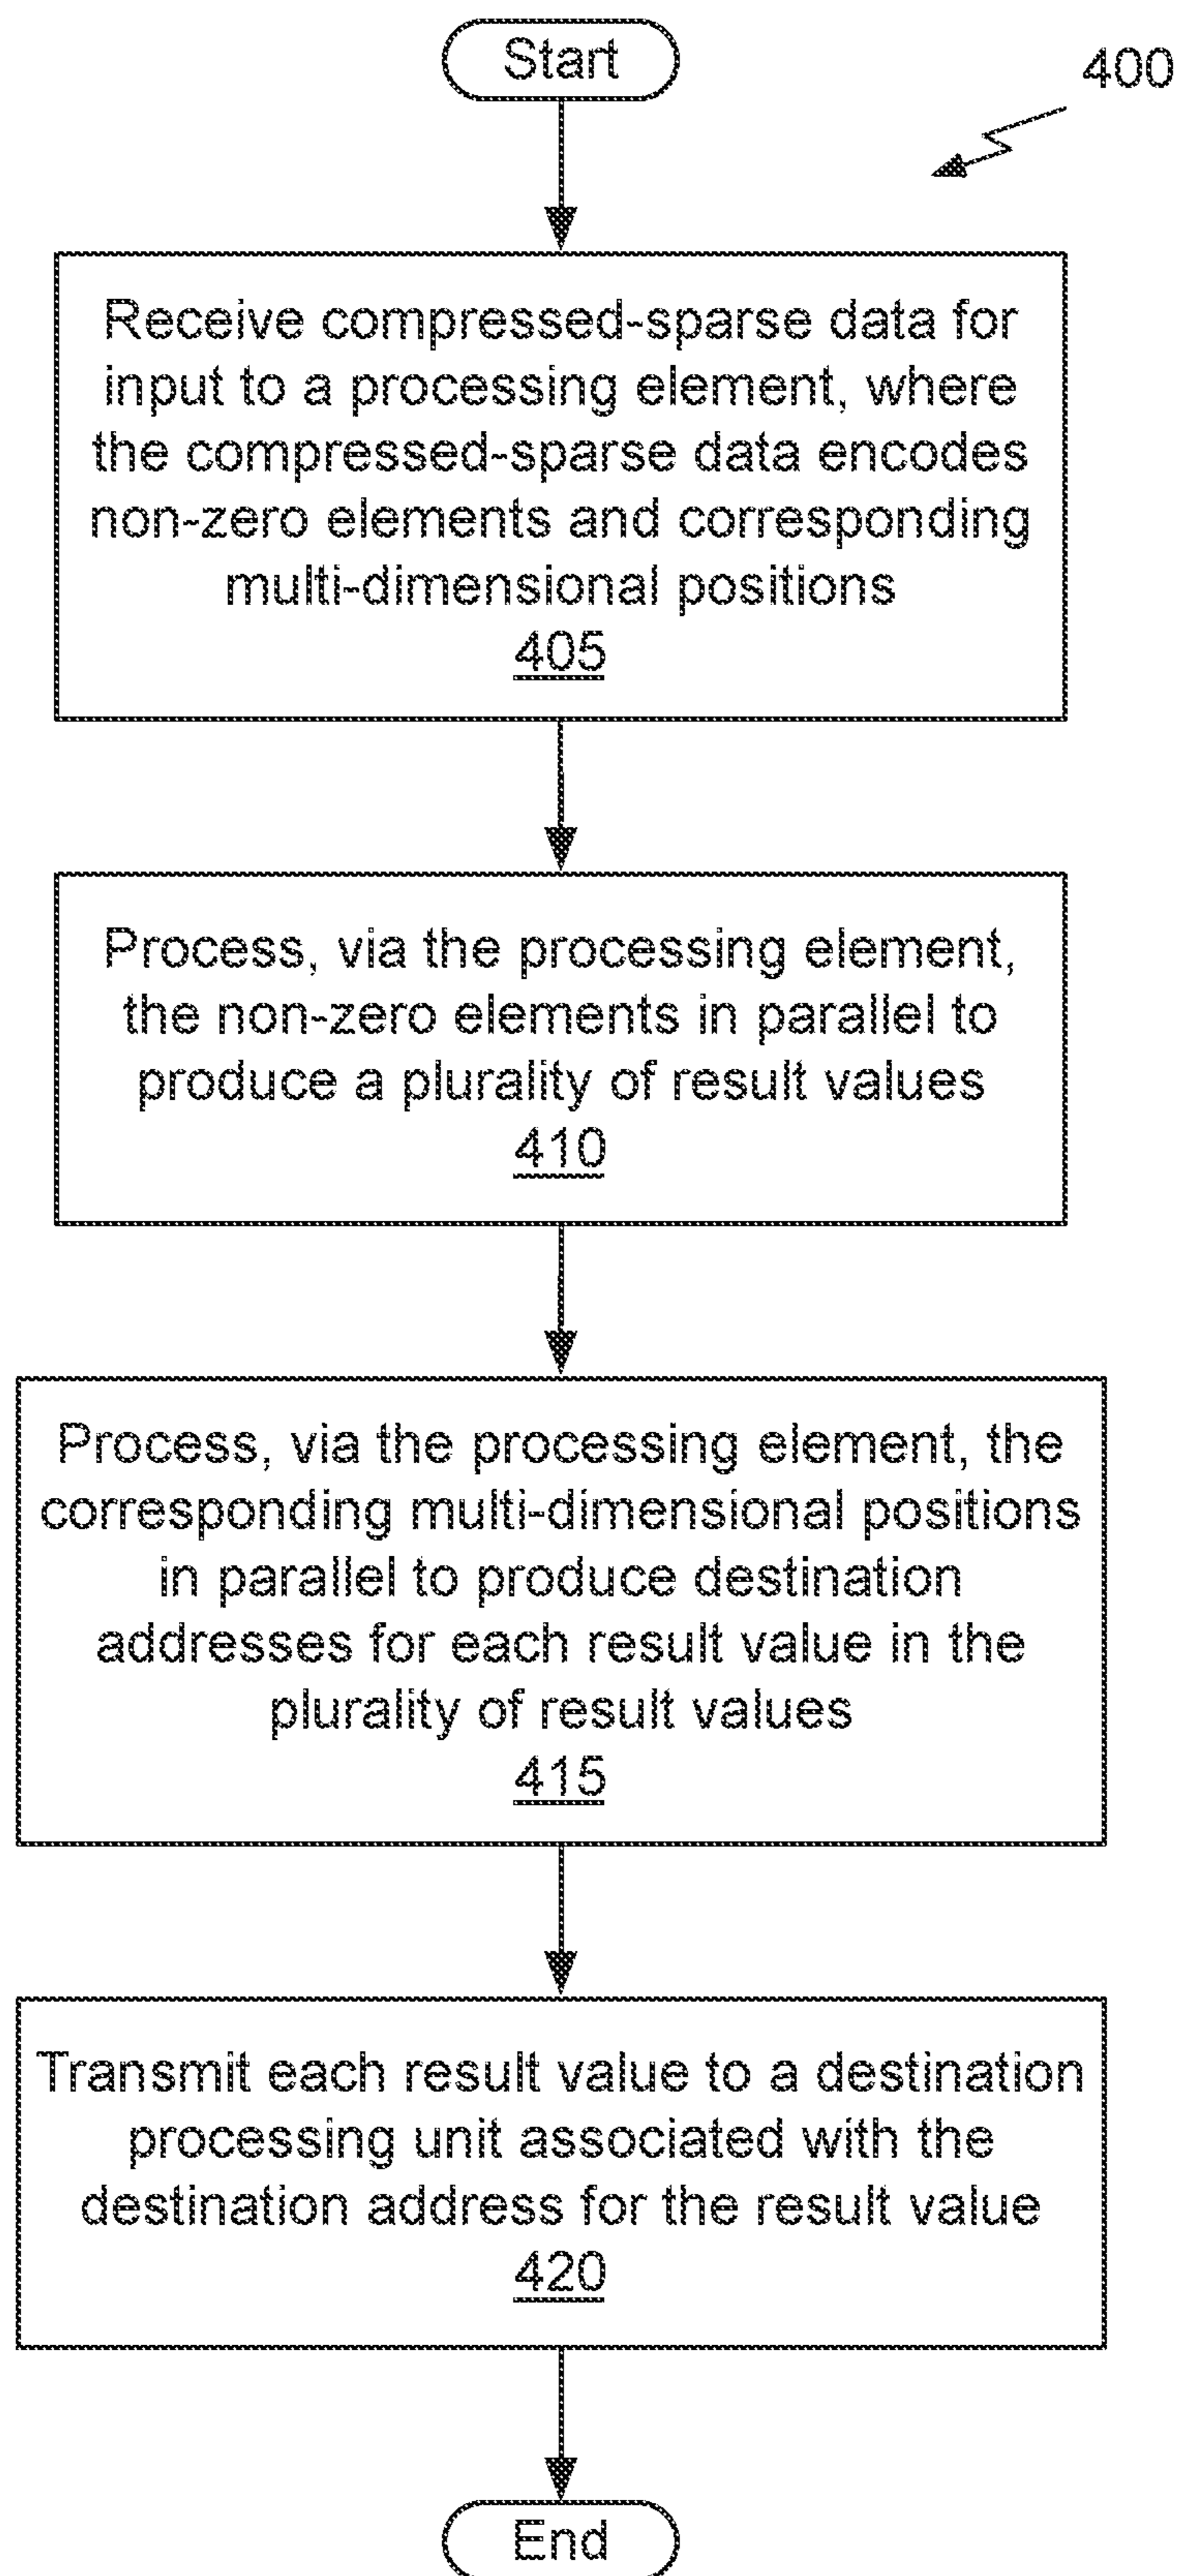 Start
400
Receive compressed-sparse data for
input to a processing element, where
the compressed-sparse data encodes
non-zero elements and corresponding
multi-dimensional positions
405
Process, via the processing element,
the non-zero elements in parallel to
produce a plurality of result values
410
Process, via the processing element, the
corresponding multi-dimensional positions
in parallel to produce destination
addresses for each result value in the
plurality of result values
415
Transmit each result value to a destination
processing unit associated with the
destination address for the result value
420
End